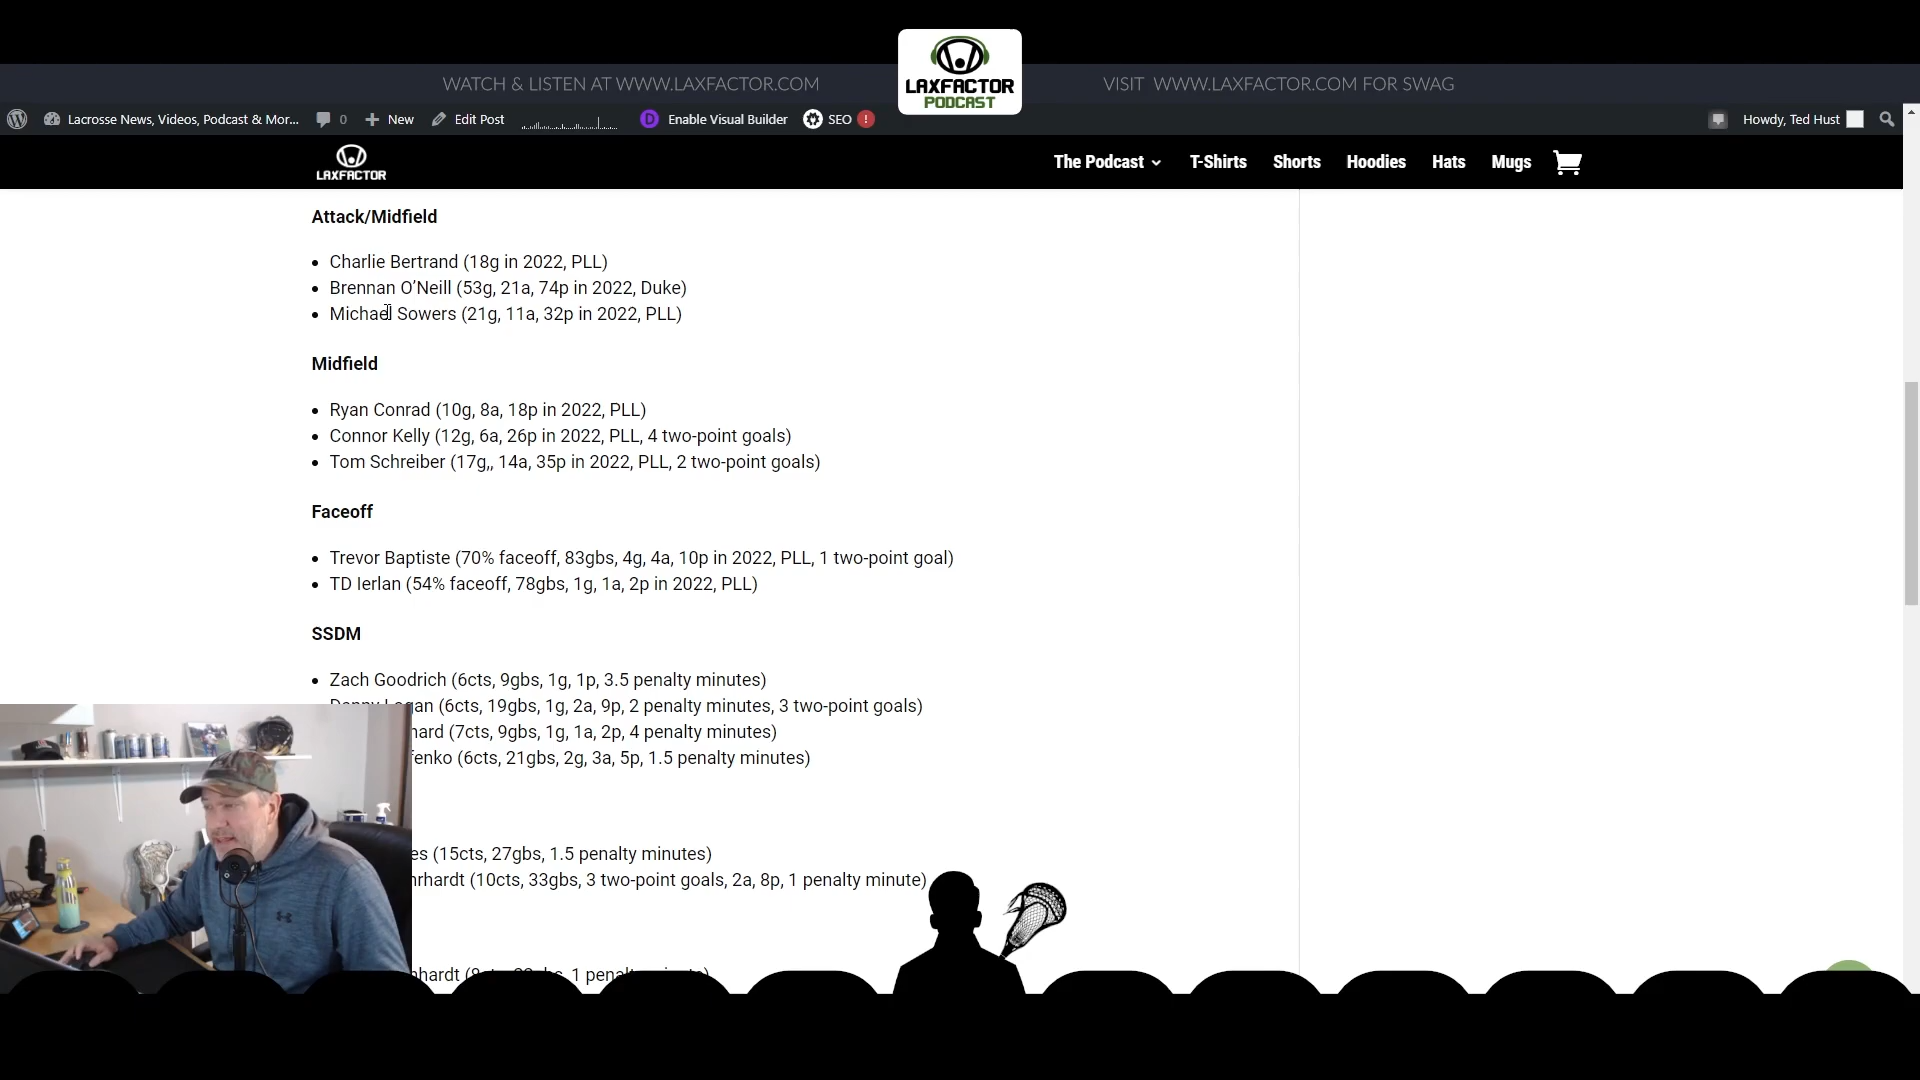 WATCH & LISTEN AT WWW.LAXFACTOR.COM
LAXFACTOR
PODCAST
VISIT WWW.LAXFACTOR.COM FOR SWAG
Lacrosse News, Videos, Podcast & Mor... 0 New Edit Post Enable Visual Builder SEO ! Howdy, Ted Hust
LAXFACTOR
The Podcast T-Shirts Shorts Hoodies Hats Mugs
Attack/Midfield
Charlie Bertrand (18g in 2022, PLL)
Brennan O’Neill (53g, 21a, 74p in 2022, Duke)
Michael Sowers (21g, 11a, 32p in 2022, PLL)
Midfield
Ryan Conrad (10g, 8a, 18p in 2022, PLL)
Connor Kelly (12g, 6a, 26p in 2022, PLL, 4 two-point goals)
Tom Schreiber (17g,, 14a, 35p in 2022, PLL, 2 two-point goals)
Faceoff
Trevor Baptiste (70% faceoff, 83gbs, 4g, 4a, 10p in 2022, PLL, 1 two-point goal)
TD Ierlan (54% faceoff, 78gbs, 1g, 1a, 2p in 2022, PLL)
SSDM
Zach Goodrich (6cts, 9gbs, 1g, 1p, 3.5 penalty minutes)
(6cts, 19gbs, 1g, 2a, 9p, 2 penalty minutes, 3 two-point goals)
(7cts, 9gbs, 1g, 1a, 2p, 4 penalty minutes)
(6cts, 21gbs, 2g, 3a, 5p, 1.5 penalty minutes)
(15cts, 27gbs, 1.5 penalty minutes)
(10cts, 33gbs, 3 two-point goals, 2a, 8p, 1 penalty minute)